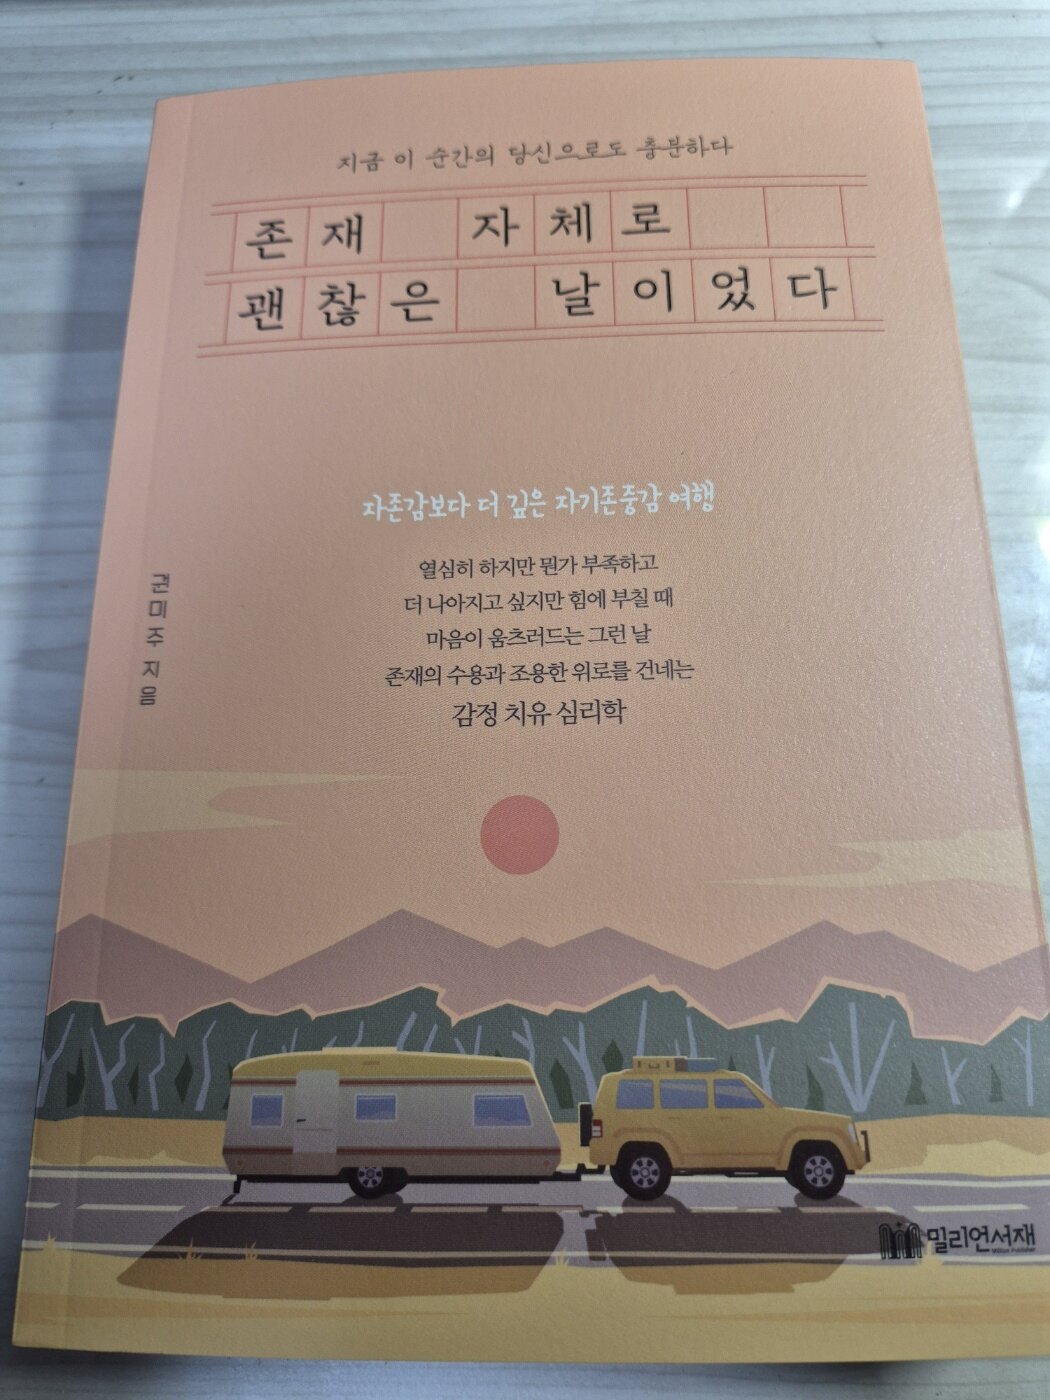 지금 이 순간의 당신으로도 충분하다
존재 자체로
괜찮은 날이었다
자존감보다 더 깊은 자기존중감 여행
열심히 하지만 뭔가 부족하고
더 나아지고 싶지만 힘에 부칠 때
마음이 움츠러드는 그런 날
존재의 수용과 조용한 위로를 건네는
감정 치유 심리학
권미주 지음
밀리언서재
Million Publisher